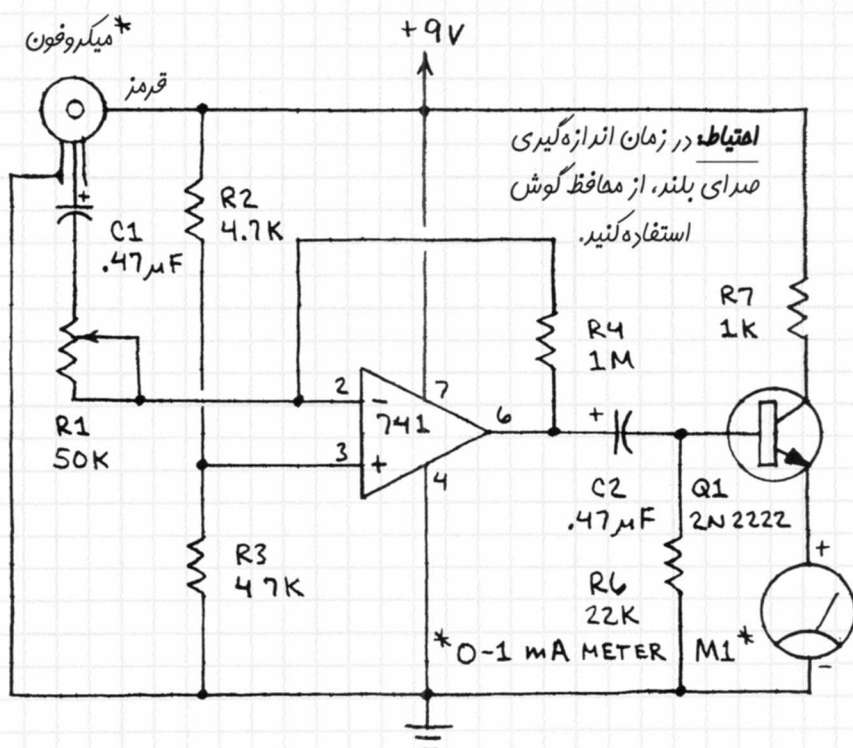 +9V
*میکروفون
قرمز
احتیاط: در زمان اندازه‌گیری
صدای بلند، از محافظ گوش
استفاده کنید.
+
C1
.47μF
R2
4.7K
R7
1K
R4
1M
2
-
7
741
6
3
+
4
R1
50K
+
C2
.47μF
Q1
2N2222
R3
4 7K
R6
22K
+
*0-1 mA METER M1*
-